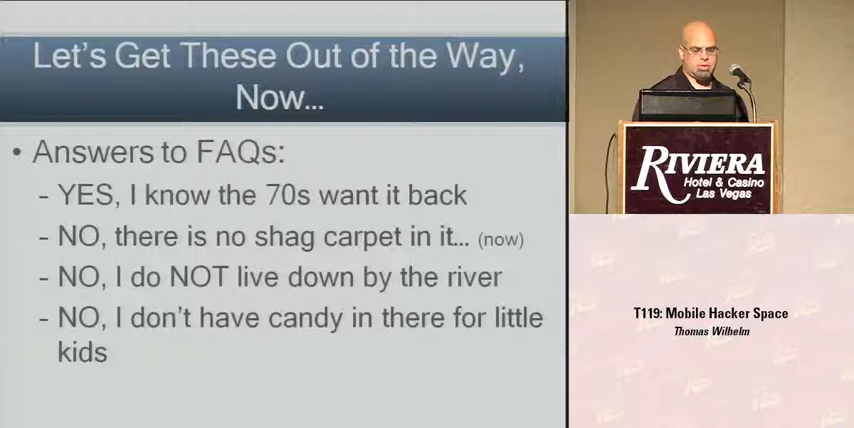 Let's Get These Out of the Way,
Now...
• Answers to FAQs:
- YES, I know the 70s want it back
- NO, there is no shag carpet in it... (now)
- NO, I do NOT live down by the river
- NO, I don't have candy in there for little
kids
RIVIERA
Hotel & Casino
Las Vegas
T119: Mobile Hacker Space
Thomas Wilhelm